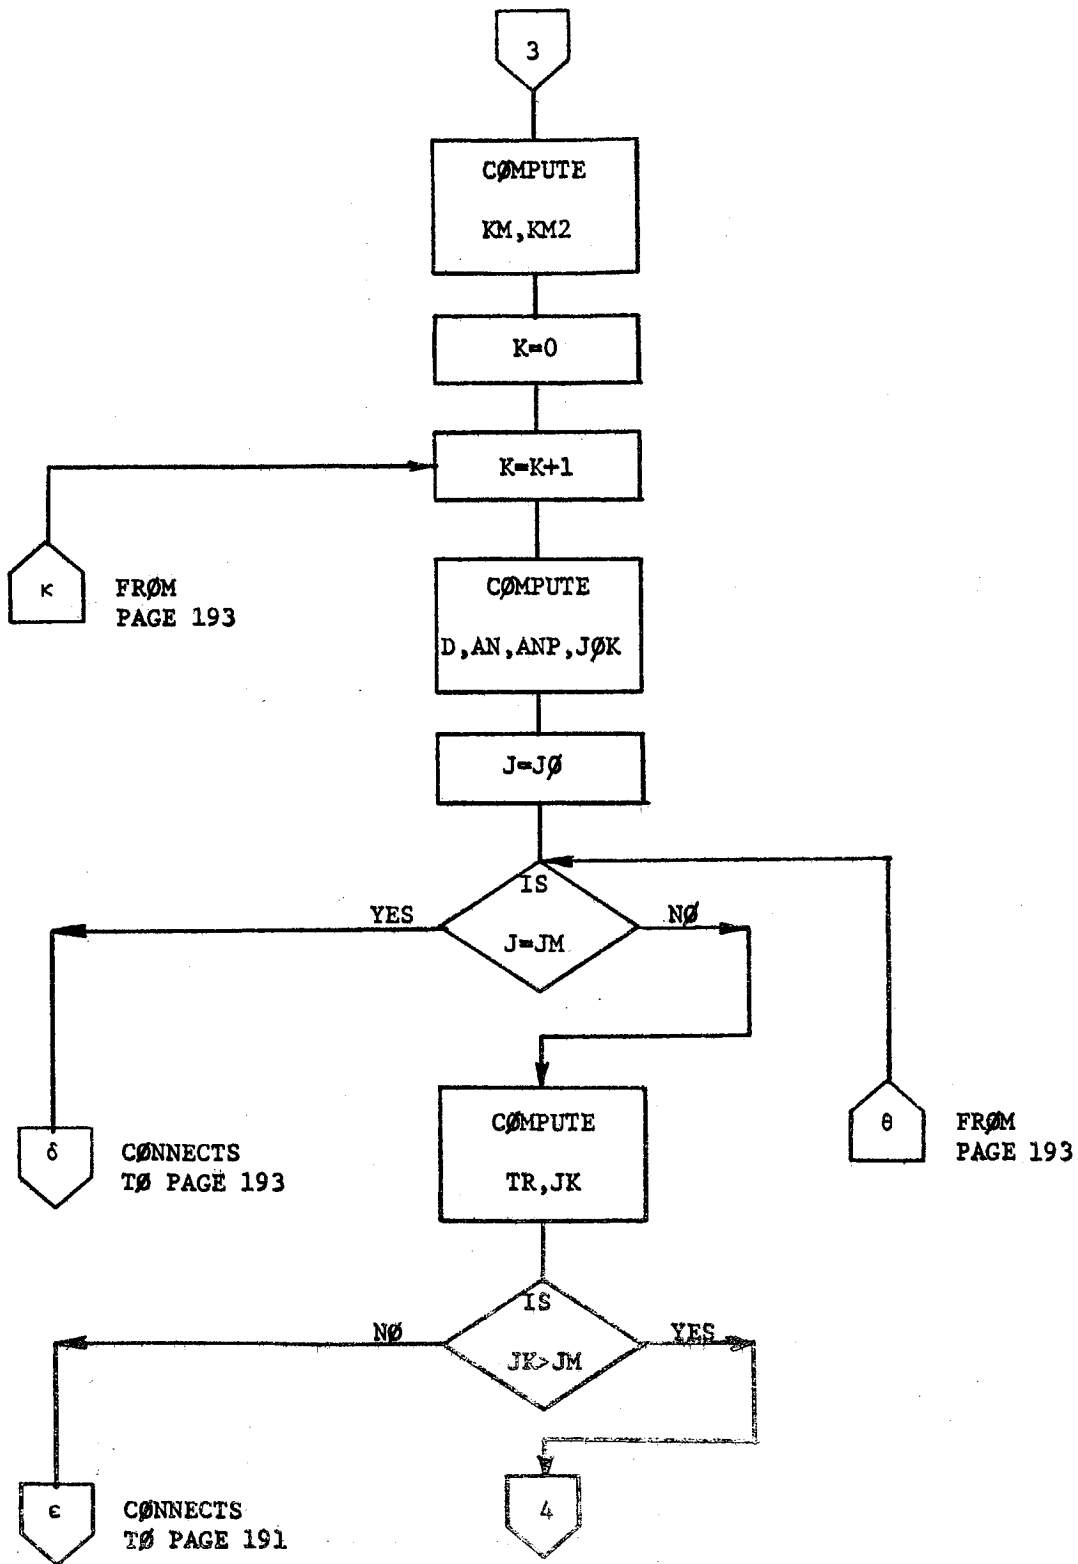 3
CØMPUTE
KM,KM2
K=0
K=K+1
κ
FRØM
PAGE 193
CØMPUTE
D,AN,ANP,JØK
J=JØ
IS
J=JM
YES
NØ
δ
CØNNECTS
TØ PAGE 193
CØMPUTE
TR,JK
θ
FRØM
PAGE 193
IS
JK>JM
NØ
YES
ε
CØNNECTS
TØ PAGE 191
4